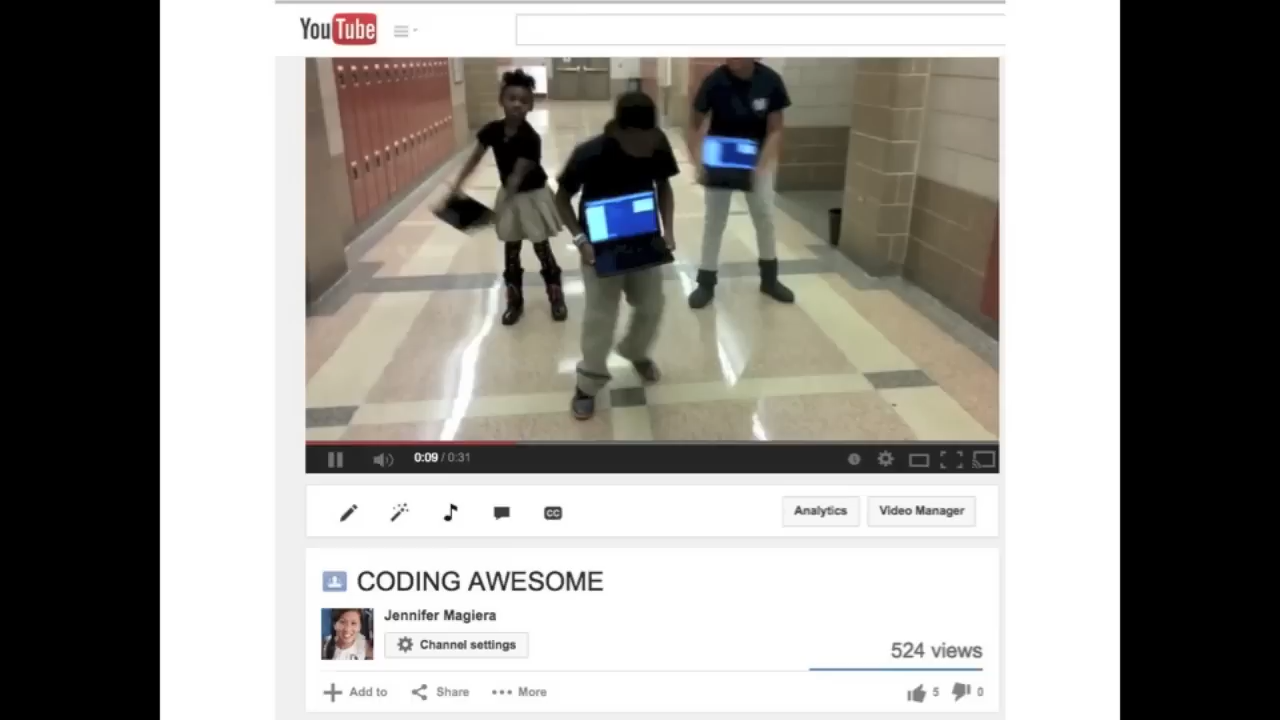 YouTube
0:09 / 0:31
CC
Analytics
Video Manager
CODING AWESOME
Jennifer Magiera
Channel settings
524 views
Add to
Share
More
5
0